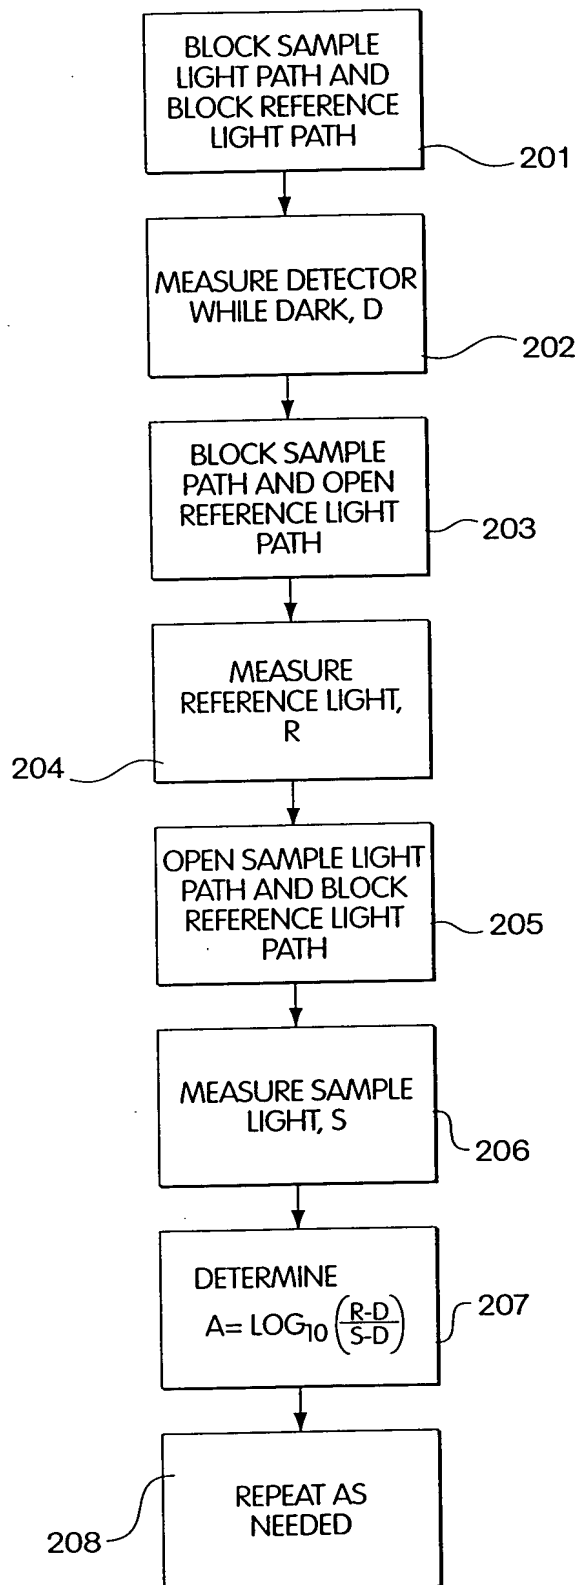 BLOCK SAMPLE
LIGHT PATH AND
BLOCK REFERENCE
LIGHT PATH
201
MEASURE DETECTOR
WHILE DARK, D
202
BLOCK SAMPLE
PATH AND OPEN
REFERENCE LIGHT
PATH
203
MEASURE
REFERENCE LIGHT,
R
204
OPEN SAMPLE LIGHT
PATH AND BLOCK
REFERENCE LIGHT
PATH
205
MEASURE SAMPLE
LIGHT, S
206
DETERMINE
A= LOG10 (R-D/S-D)
207
REPEAT AS
NEEDED
208